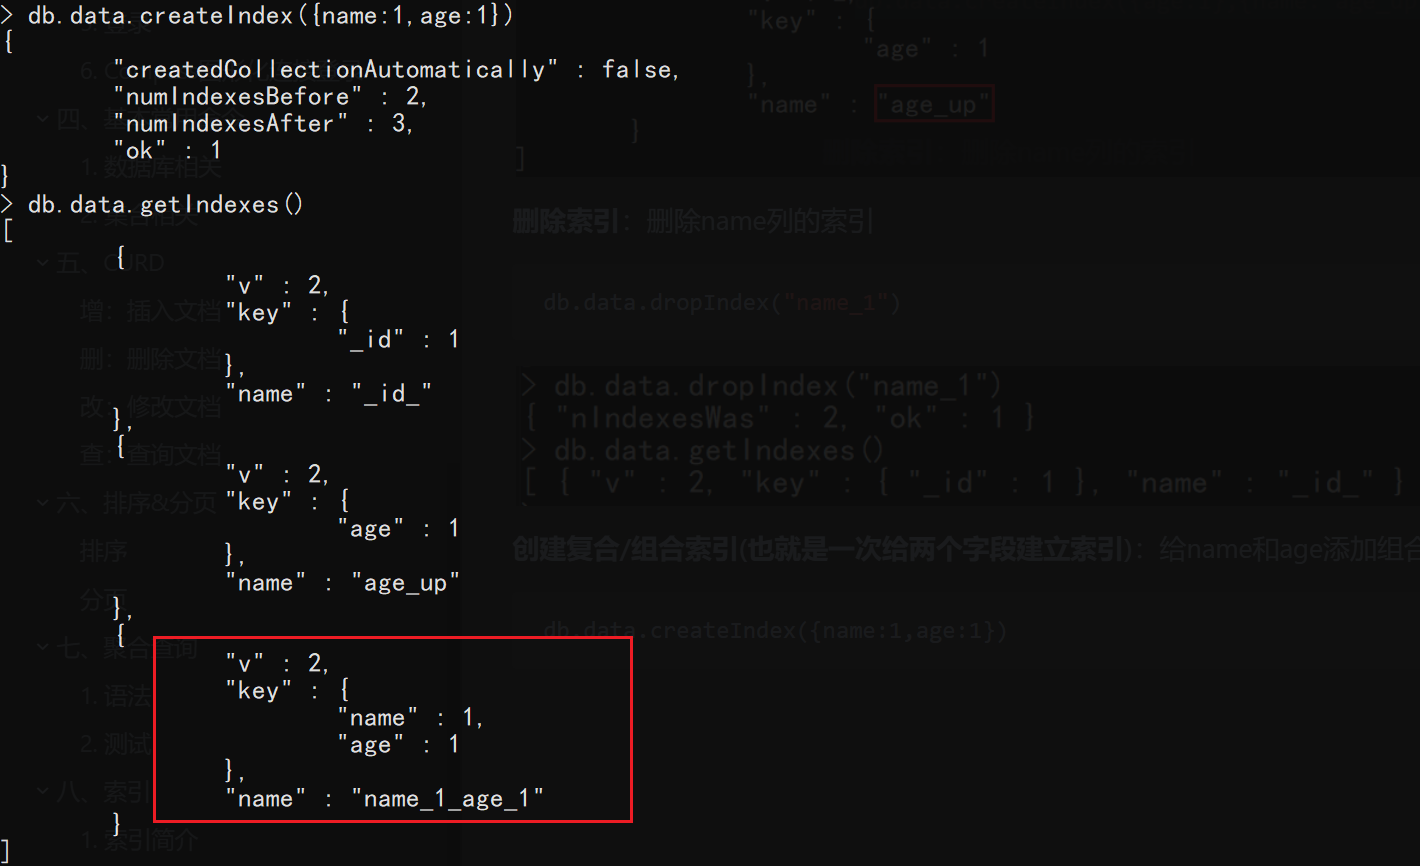 > db.data.createIndex({name:1,age:1})
{
"createdCollectionAutomatically" : false,
"numIndexesBefore" : 2,
"numIndexesAfter" : 3,
"ok" : 1
}
> db.data.getIndexes()
[
{
"v" : 2,
"key" : {
"_id" : 1
},
"name" : "_id_"
},
{
"v" : 2,
"key" : {
"age" : 1
},
"name" : "age_up"
},
{
"v" : 2,
"key" : {
"name" : 1,
"age" : 1
},
"name" : "name_1_age_1"
}
]
5. 登录
四、
1. 数据库相关
2. 集合相关
五、CURD
增：插入文档
删：删除文档
改：修改文档
查：查询文档
六、排序&分页
排序
分页
七、聚合查询
1. 语法
2. 测试
八、索引
1. 索引简介
"key" : {
"age" : 1
},
"name" : "age_up"
}
]
删除索引：删除name列的索引
db.data.dropIndex("name_1")
> db.data.dropIndex("name_1")
{ "nIndexesWas" : 2, "ok" : 1 }
> db.data.getIndexes()
[ { "v" : 2, "key" : { "_id" : 1 }, "name" : "_id_" }
创建复合/组合索引(也就是一次给两个字段建立索引)：给name和age添加组合
db.data.createIndex({name:1,age:1})